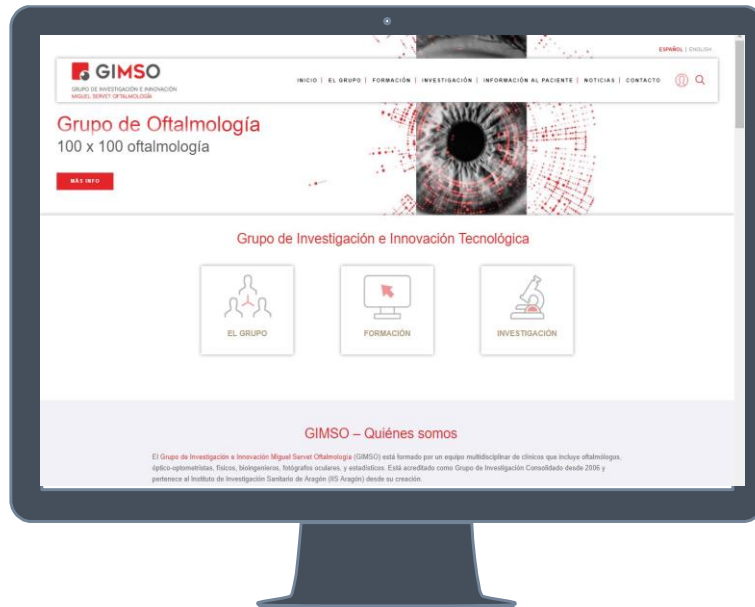 ESPAÑOL | ENGLISH
GIMSO
GRUPO DE INVESTIGACIÓN E INNOVACIÓN
MIGUEL SERVET OFTALMOLOGÍA
INICIO | EL GRUPO | FORMACIÓN | INVESTIGACIÓN | INFORMACIÓN AL PACIENTE | NOTICIAS | CONTACTO
Grupo de Oftalmología
100 x 100 oftalmología
MÁS INFO
Grupo de Investigación e Innovación Tecnológica
EL GRUPO
FORMACIÓN
INVESTIGACIÓN
GIMSO – Quiénes somos
El Grupo de Investigación e Innovación Miguel Servet Oftalmología (GIMSO) está formado por un equipo multidisciplinar de clínicos que incluye oftalmólogos,
óptico-optometristas, físicos, bioingenieros, fotógrafos oculares, y estadísticos. Está acreditado como Grupo de Investigación Consolidado desde 2006 y
pertenece al Instituto de Investigación Sanitario de Aragón (IIS Aragón) desde su creación.